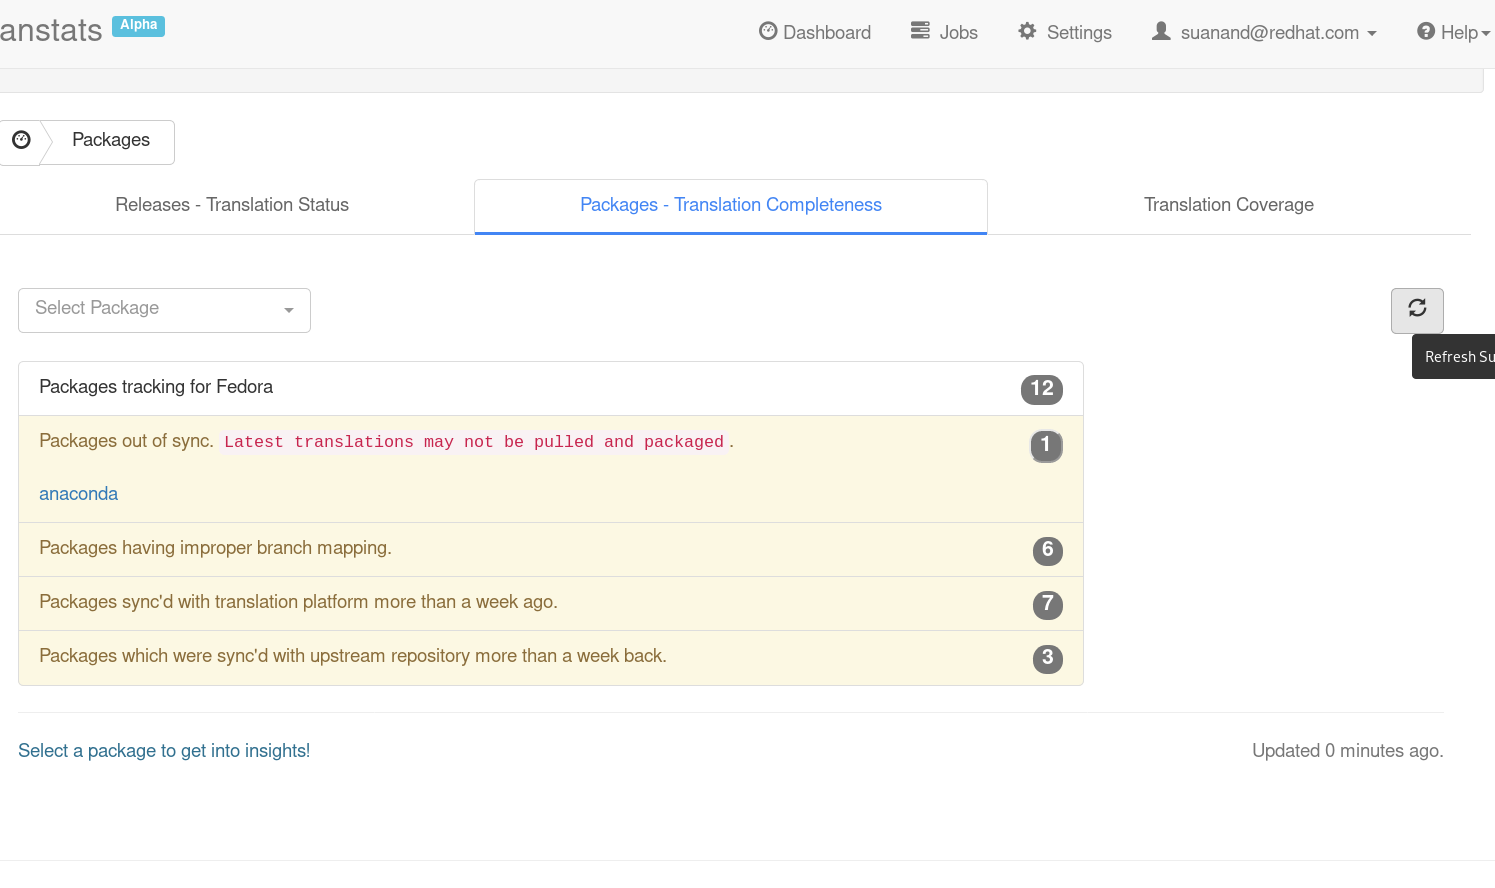 anstats Alpha
Dashboard Jobs Settings suanand@redhat.com Help
Packages
Releases - Translation Status Packages - Translation Completeness Translation Coverage
Select Package
Refresh Su
Packages tracking for Fedora 12
Packages out of sync. Latest translations may not be pulled and packaged. 1
anaconda
Packages having improper branch mapping. 6
Packages sync'd with translation platform more than a week ago. 7
Packages which were sync'd with upstream repository more than a week back. 3
Select a package to get into insights! Updated 0 minutes ago.